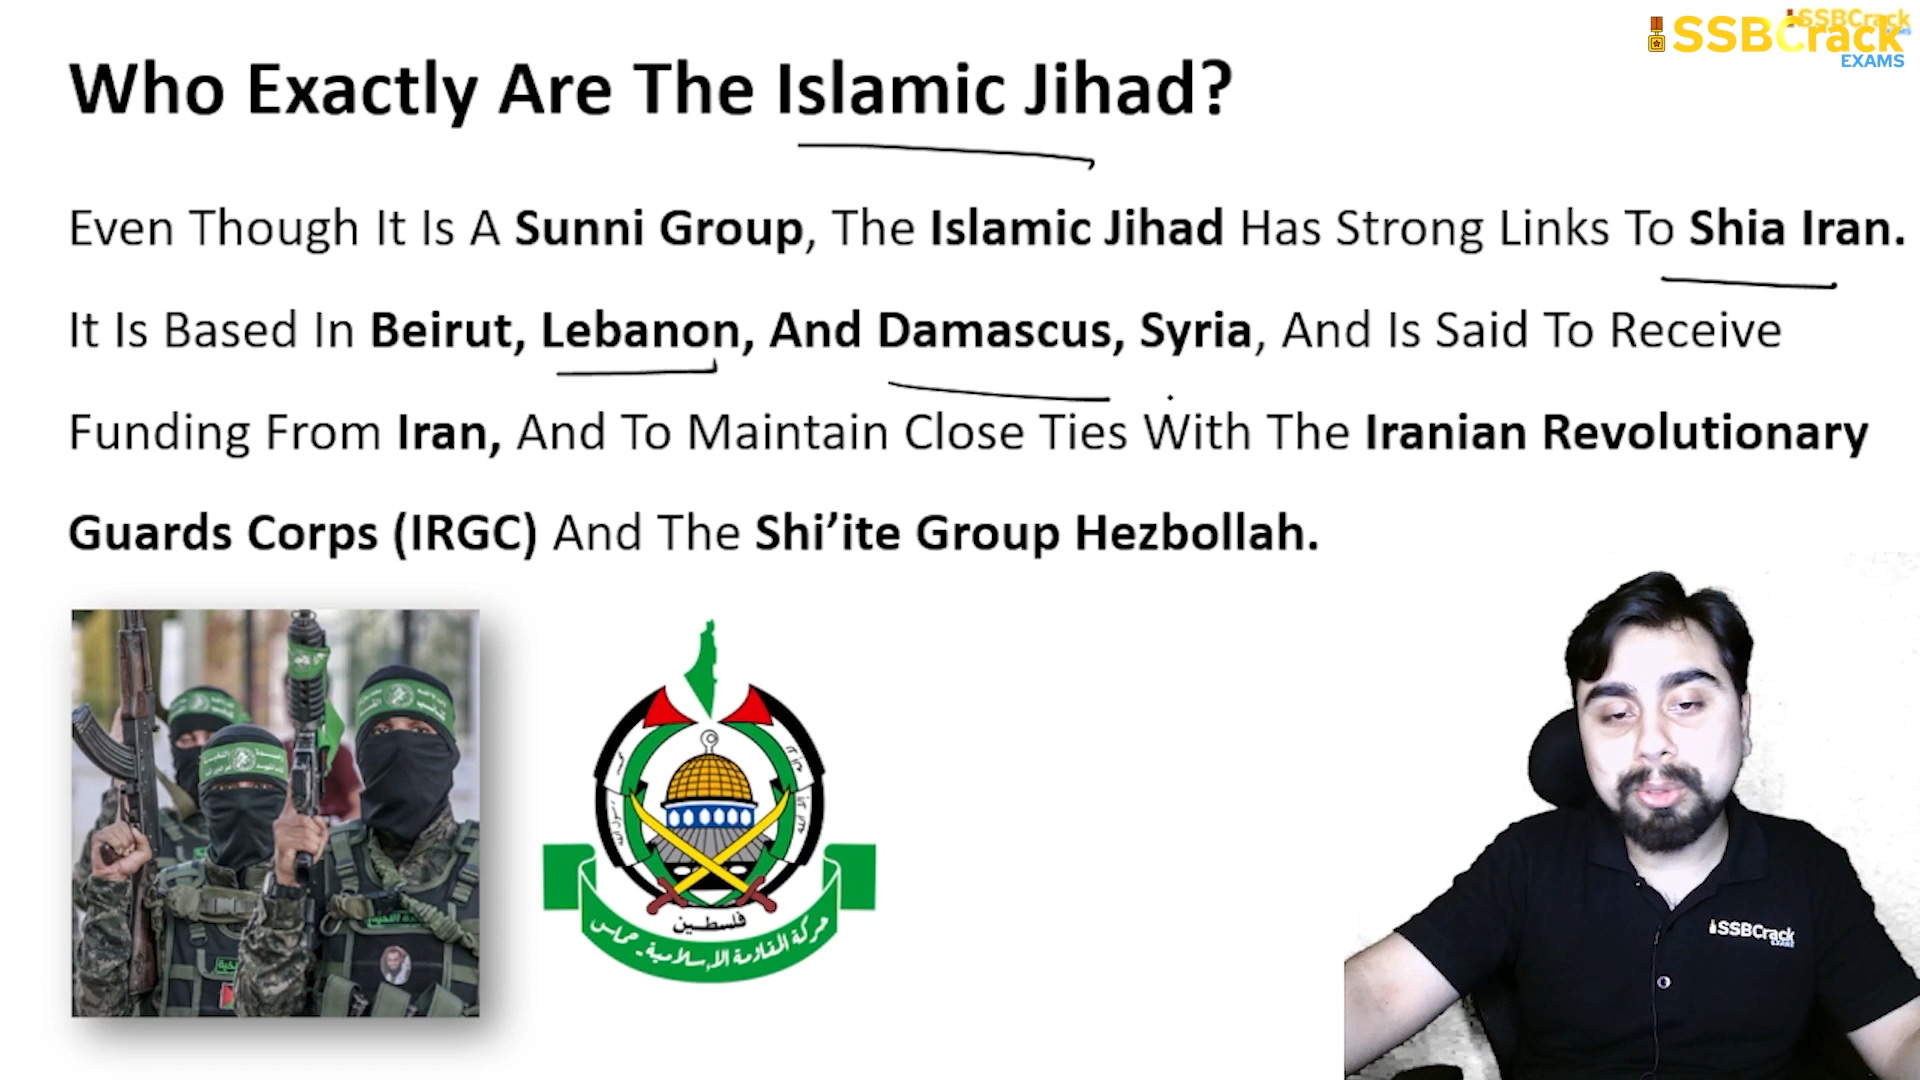 SSBCrack
EXAMS
Who Exactly Are The Islamic Jihad?
Even Though It Is A Sunni Group, The Islamic Jihad Has Strong Links To Shia Iran.
It Is Based In Beirut, Lebanon, And Damascus, Syria, And Is Said To Receive
Funding From Iran, And To Maintain Close Ties With The Iranian Revolutionary
Guards Corps (IRGC) And The Shi’ite Group Hezbollah.
فلسطين
حركة المقاومة الإسلامية - حماس
SSBCrack
EXAMS